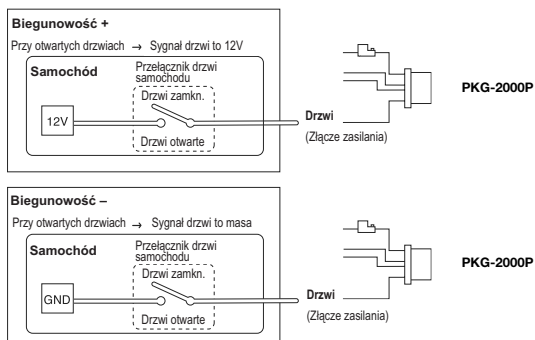 Biegunowość +
Przy otwartych drzwiach → Sygnał drzwi to 12V
Samochód
Przełącznik drzwi
samochodu
Drzwi zamkn.
12V
Drzwi otwarte
Drzwi
(Złącze zasilania)
PKG-2000P
Biegunowość –
Przy otwartych drzwiach → Sygnał drzwi to masa
Samochód
Przełącznik drzwi
samochodu
Drzwi zamkn.
GND
Drzwi otwarte
Drzwi
(Złącze zasilania)
PKG-2000P